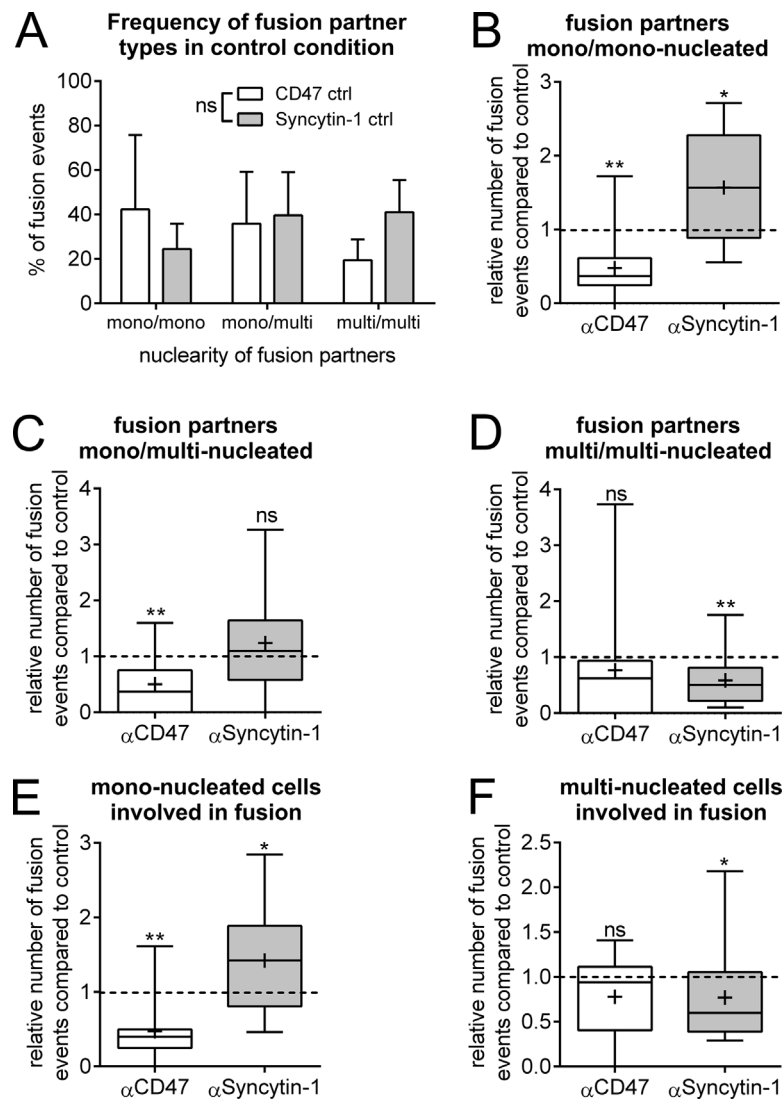 A
Frequency of fusion partner
types in control condition
100
80
60
40
20
0
% of fusion events
ns
CD47 ctrl
Syncytin-1 ctrl
mono/mono
mono/multi
multi/multi
nuclearity of fusion partners
B
fusion partners
mono/mono-nucleated
relative number of fusion
events compared to control
3
2
1
0
**
*
αCD47
αSyncytin-1
C
fusion partners
mono/multi-nucleated
relative number of fusion
events compared to control
4
3
2
1
0
**
ns
αCD47
αSyncytin-1
D
fusion partners
multi/multi-nucleated
relative number of fusion
events compared to control
4
3
2
1
0
ns
**
αCD47
αSyncytin-1
E
mono-nucleated cells
involved in fusion
relative number of fusion
events compared to control
3
2
1
0
**
*
αCD47
αSyncytin-1
F
multi-nucleated cells
involved in fusion
relative number of fusion
events compared to control
2.5
2.0
1.5
1.0
0.5
0.0
ns
*
αCD47
αSyncytin-1